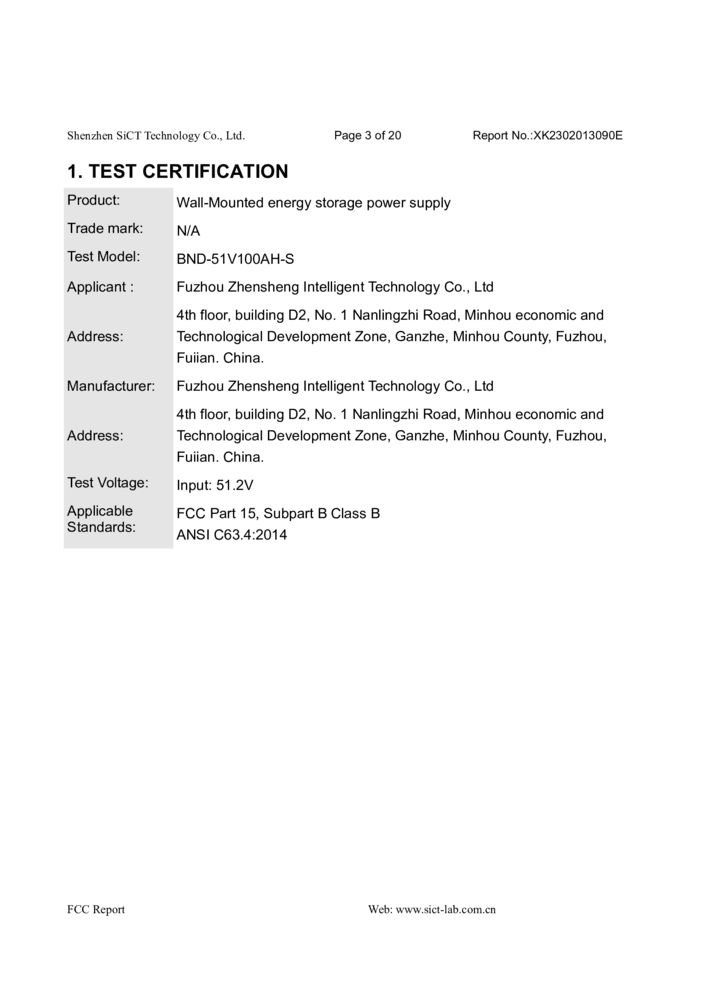 Shenzhen SiCT Technology Co., Ltd. Page 3 of 20 Report No.:XK2302013090E
1. TEST CERTIFICATION
Product: Wall-Mounted energy storage power supply
Trade mark: N/A
Test Model: BND-51V100AH-S
Applicant : Fuzhou Zhensheng Intelligent Technology Co., Ltd
4th floor, building D2, No. 1 Nanlingzhi Road, Minhou economic and
Address: Technological Development Zone, Ganzhe, Minhou County, Fuzhou,
Fuiian. China.
Manufacturer: Fuzhou Zhensheng Intelligent Technology Co., Ltd
4th floor, building D2, No. 1 Nanlingzhi Road, Minhou economic and
Address: Technological Development Zone, Ganzhe, Minhou County, Fuzhou,
Fuiian. China.
Test Voltage: Input: 51.2V
Applicable
Standards:
FCC Part 15, Subpart B Class B
ANSI C63.4:2014
FCC Report Web: www.sict-lab.com.cn